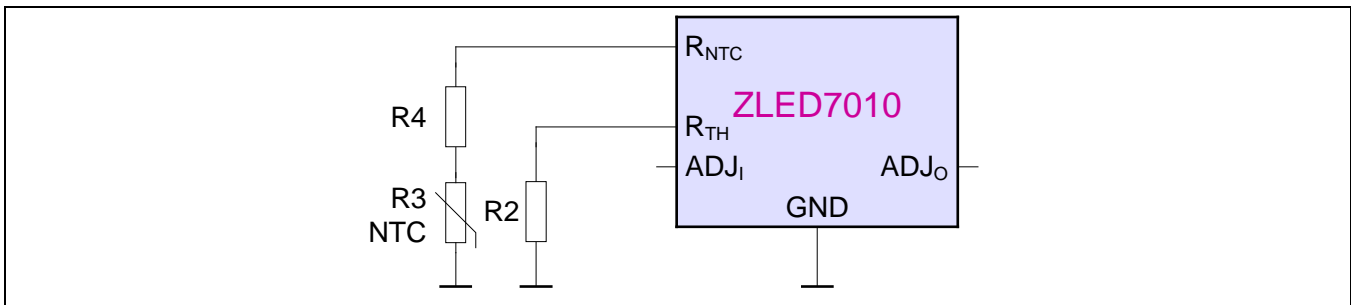 R4
R3
NTC
R2
RNTC
ZLED7010
RTH
ADJI
ADJO
GND